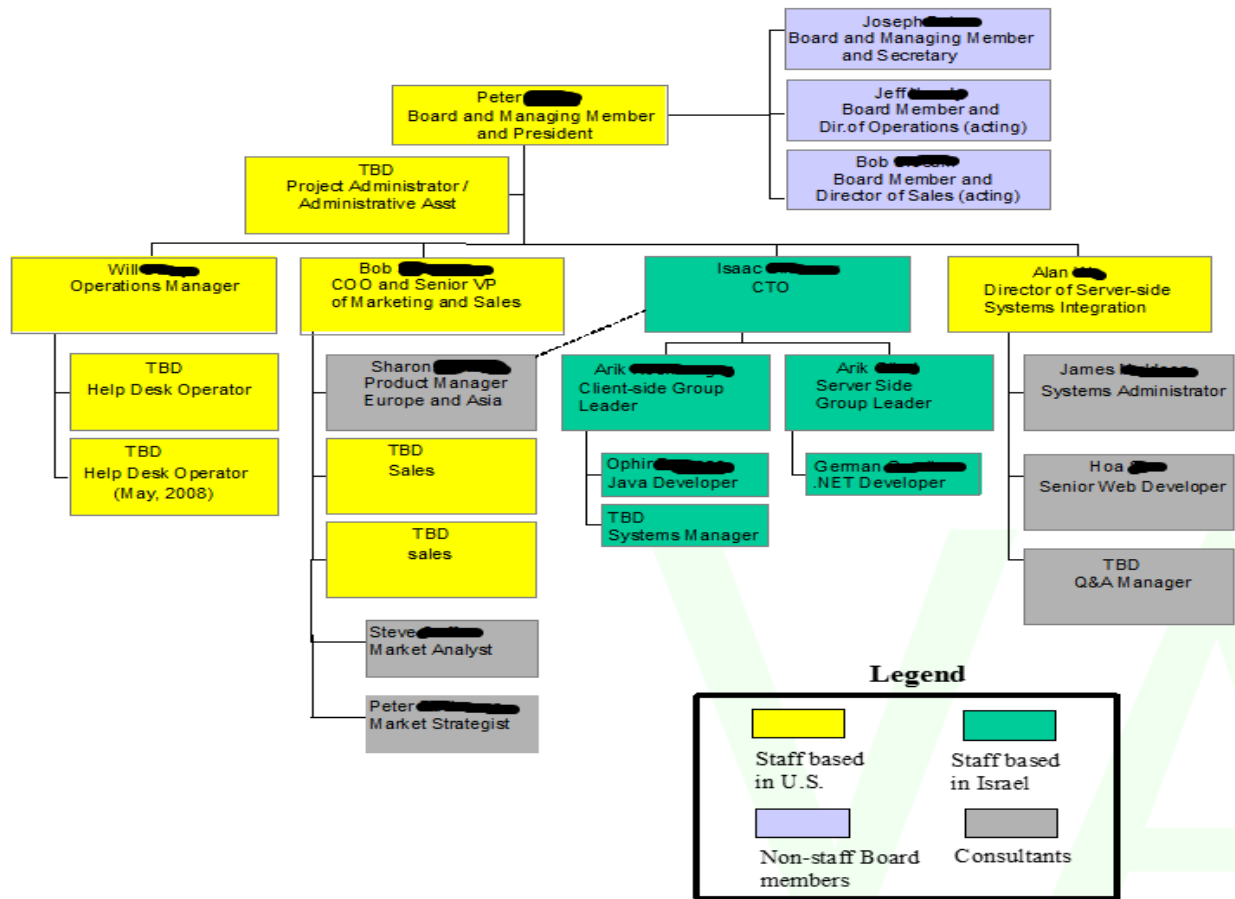 Joseph
Board and Managing Member
and Secretary
Peter
Board and Managing Member
and President
Jeff
Board Member and
Dir.of Operations (acting)
Bob
Board Member and
Director of Sales (acting)
TBD
Project Administrator /
Administrative Asst
Will
Operations Manager
Bob
COO and Senior VP
of Marketing and Sales
Isaac
CTO
Alan
Director of Server-side
Systems Integration
TBD
Help Desk Operator
TBD
Help Desk Operator
(May, 2008)
Sharon
Product Manager
Europe and Asia
TBD
Sales
TBD
sales
Steve
Market Analyst
Peter
Market Strategist
Arik
Client-side Group
Leader
Ophir
Java Developer
TBD
Systems Manager
Arik
Server Side
Group Leader
German
.NET Developer
James
Systems Administrator
Hoa
Senior Web Developer
TBD
Q&A Manager
Legend
Staff based
in U.S.
Staff based
in Israel
Non-staff Board
members
Consultants
VA